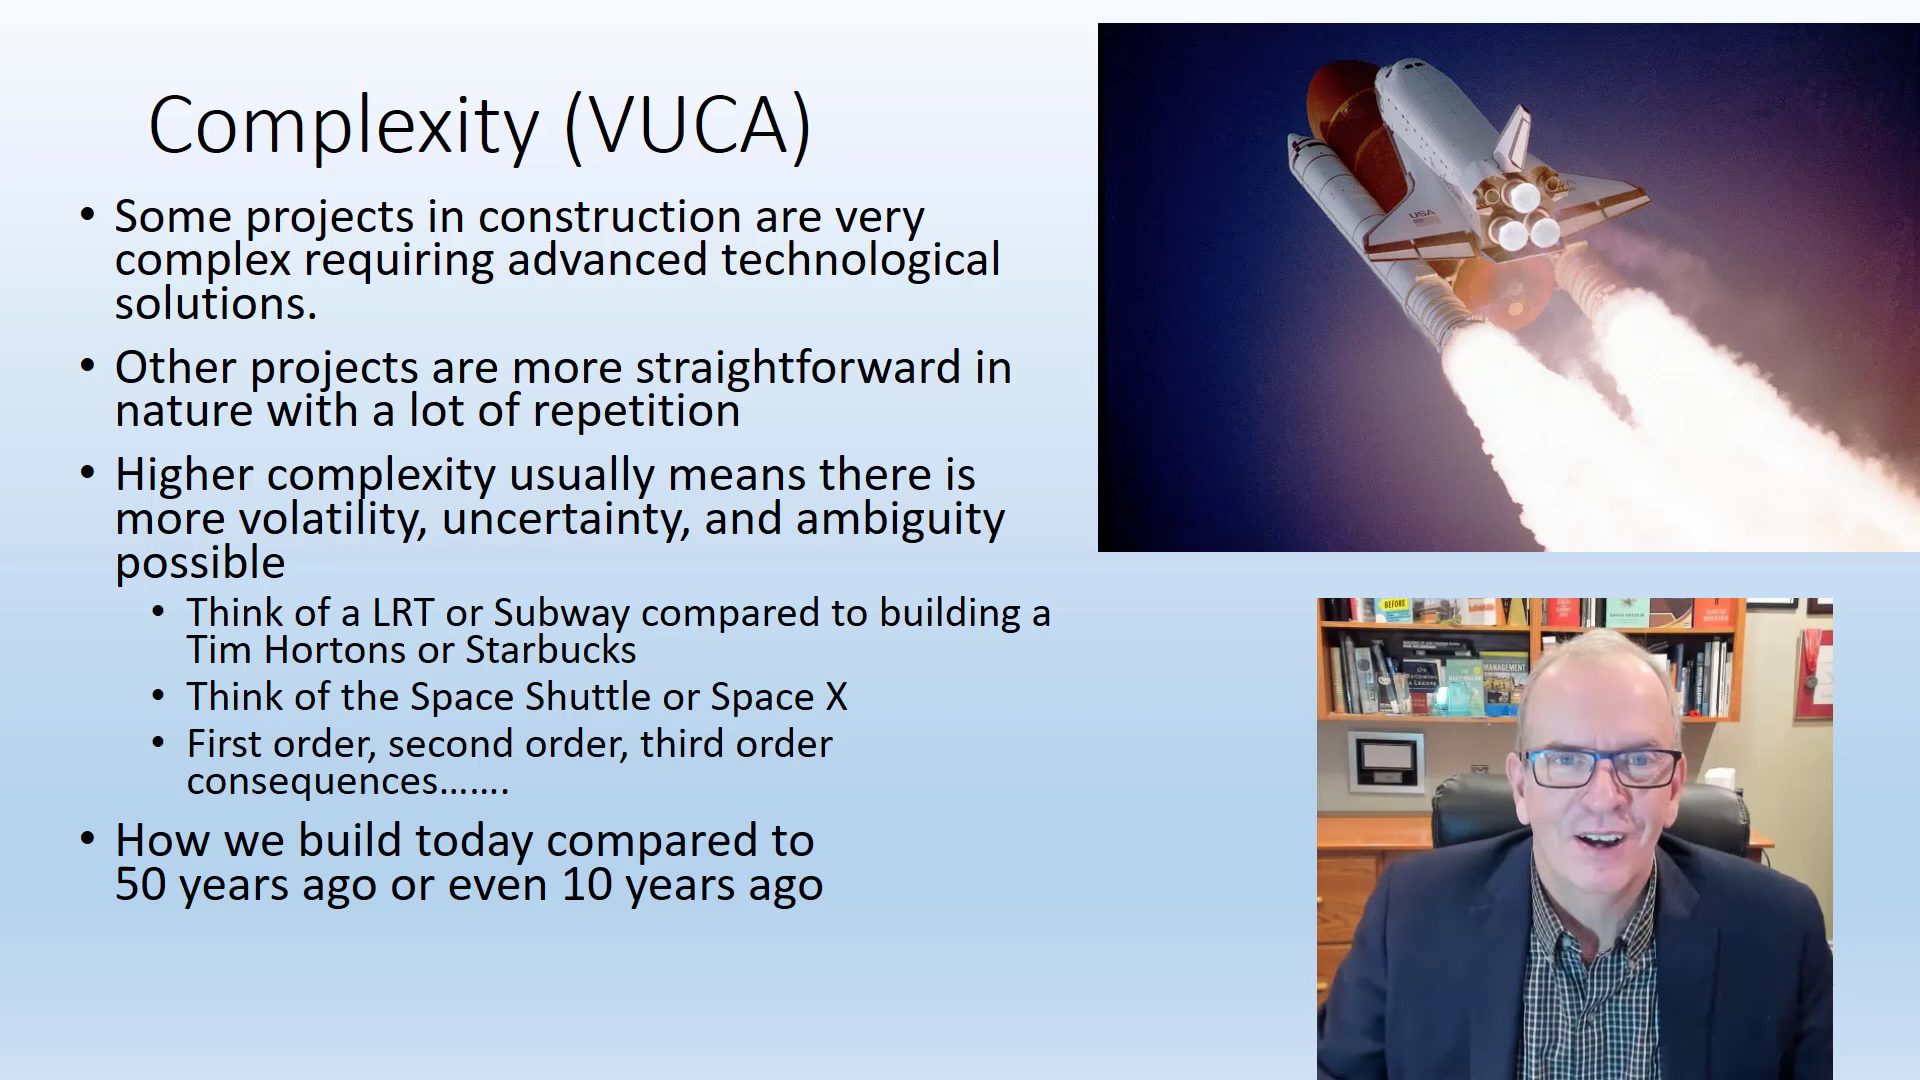 Complexity (VUCA)
• Some projects in construction are very
complex requiring advanced technological
solutions.
• Other projects are more straightforward in
nature with a lot of repetition
• Higher complexity usually means there is
more volatility, uncertainty, and ambiguity
possible
• Think of a LRT or Subway compared to building a
Tim Hortons or Starbucks
• Think of the Space Shuttle or Space X
• First order, second order, third order
consequences.......
• How we build today compared to
50 years ago or even 10 years ago
USA
BEFORE
MANAGEMENT
ON
BECOMING
A LEADER